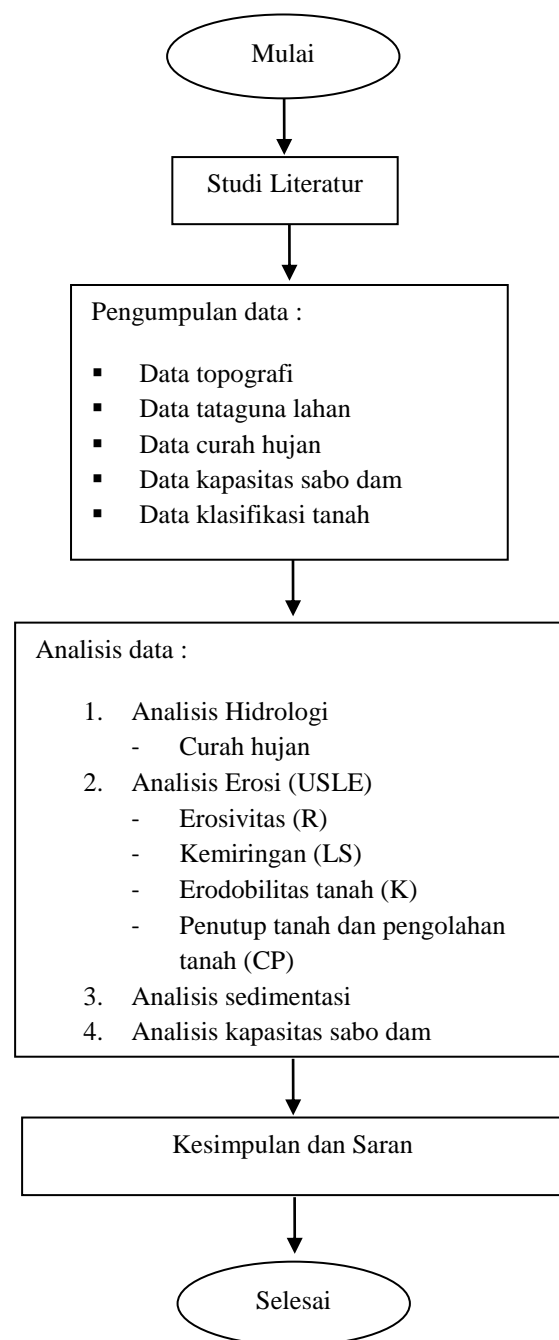 Mulai
Studi Literatur
Pengumpulan data :
▪ Data topografi
▪ Data tataguna lahan
▪ Data curah hujan
▪ Data kapasitas sabo dam
▪ Data klasifikasi tanah
Analisis data :
1. Analisis Hidrologi
- Curah hujan
2. Analisis Erosi (USLE)
- Erosivitas (R)
- Kemiringan (LS)
- Erodobilitas tanah (K)
- Penutup tanah dan pengolahan
tanah (CP)
3. Analisis sedimentasi
4. Analisis kapasitas sabo dam
Kesimpulan dan Saran
Selesai